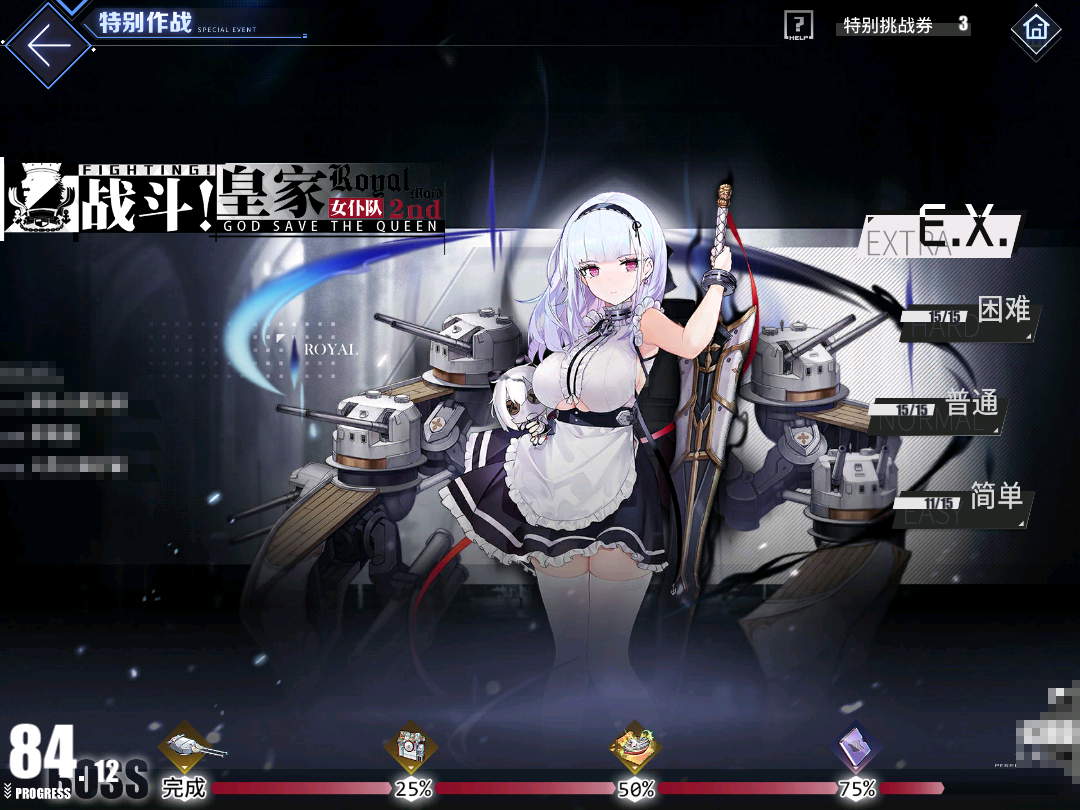 特别作战 SPECIAL EVENT
HELP
特别挑战券 3
FIGHTING!
战斗!
皇家
女仆队
Royal Maid
2nd
GOD SAVE THE QUEEN
ROYAL
EXTRA
E.X.
15/15 困难
HARD
15/15 普通
NORMAL
11/15 简单
EASY
84.12
BOSS
PROGRESS
完成
25%
50%
75%